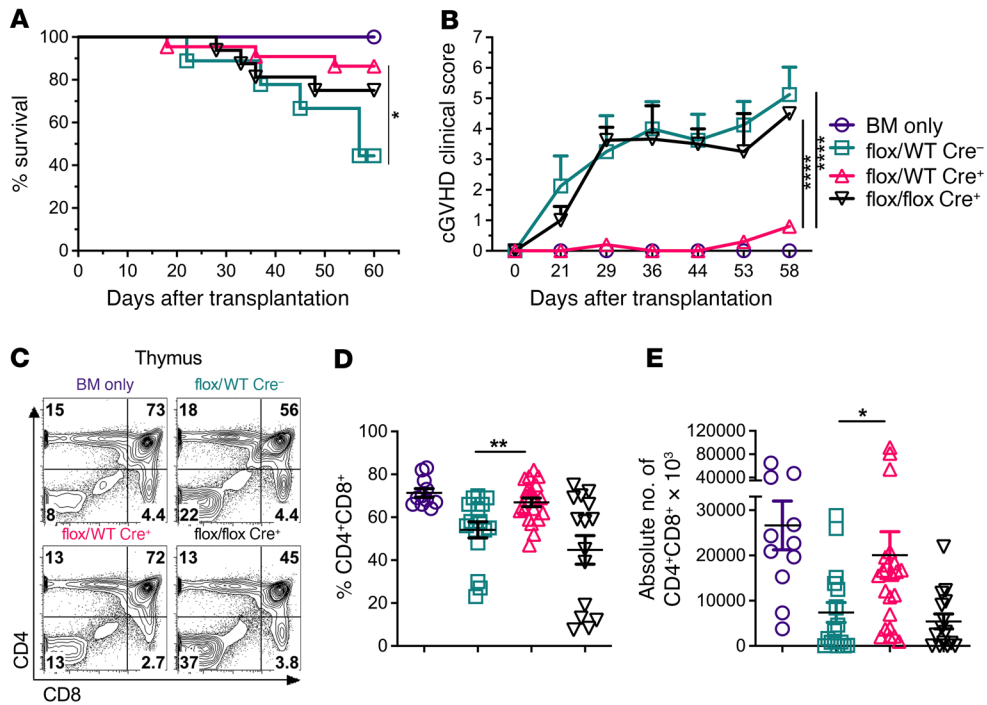 A
100
80
60
40
20
0
% survival
*
0 10 20 30 40 50 60
Days after transplantation
B
7
6
5
4
3
2
1
0
cGVHD clinical score
****
****
0 21 29 36 44 53 58
Days after transplantation
BM only
flox/WT Cre⁻
flox/WT Cre⁺
flox/flox Cre⁺
C
Thymus
BM only flox/WT Cre⁻
15 73 18 56
8 4.4 22 4.4
flox/WT Cre⁺ flox/flox Cre⁺
13 72 13 45
13 2.7 37 3.8
CD4
CD8
D
100
80
60
40
20
0
% CD4⁺CD8⁺
**
E
120000
80000
40000
20000
10000
0
Absolute no. of
CD4⁺CD8⁺ × 10³
*